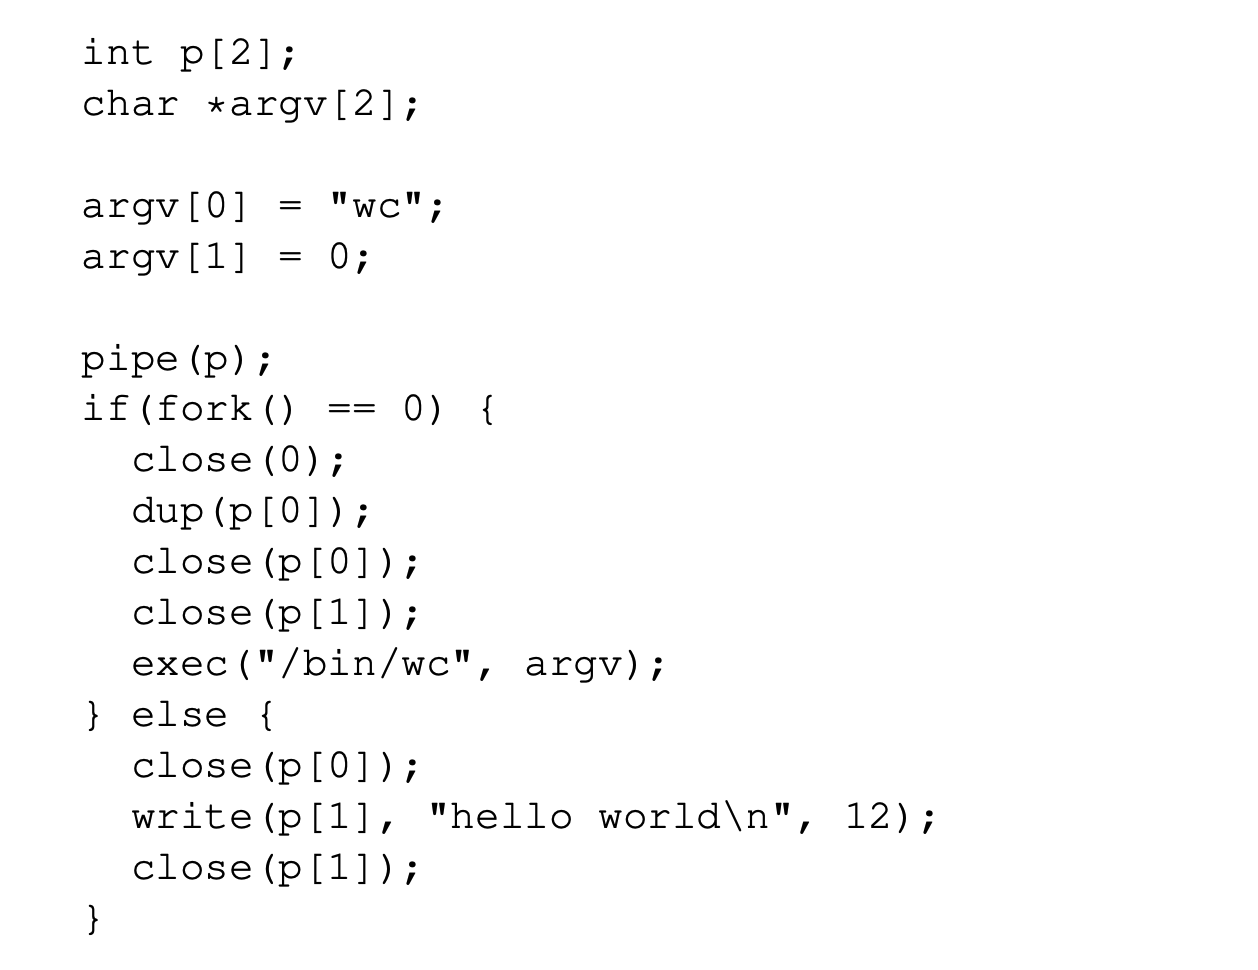 int p[2];
char *argv[2];

argv[0] = "wc";
argv[1] = 0;

pipe(p);
if(fork() == 0) {
  close(0);
  dup(p[0]);
  close(p[0]);
  close(p[1]);
  exec("/bin/wc", argv);
} else {
  close(p[0]);
  write(p[1], "hello world\n", 12);
  close(p[1]);
}